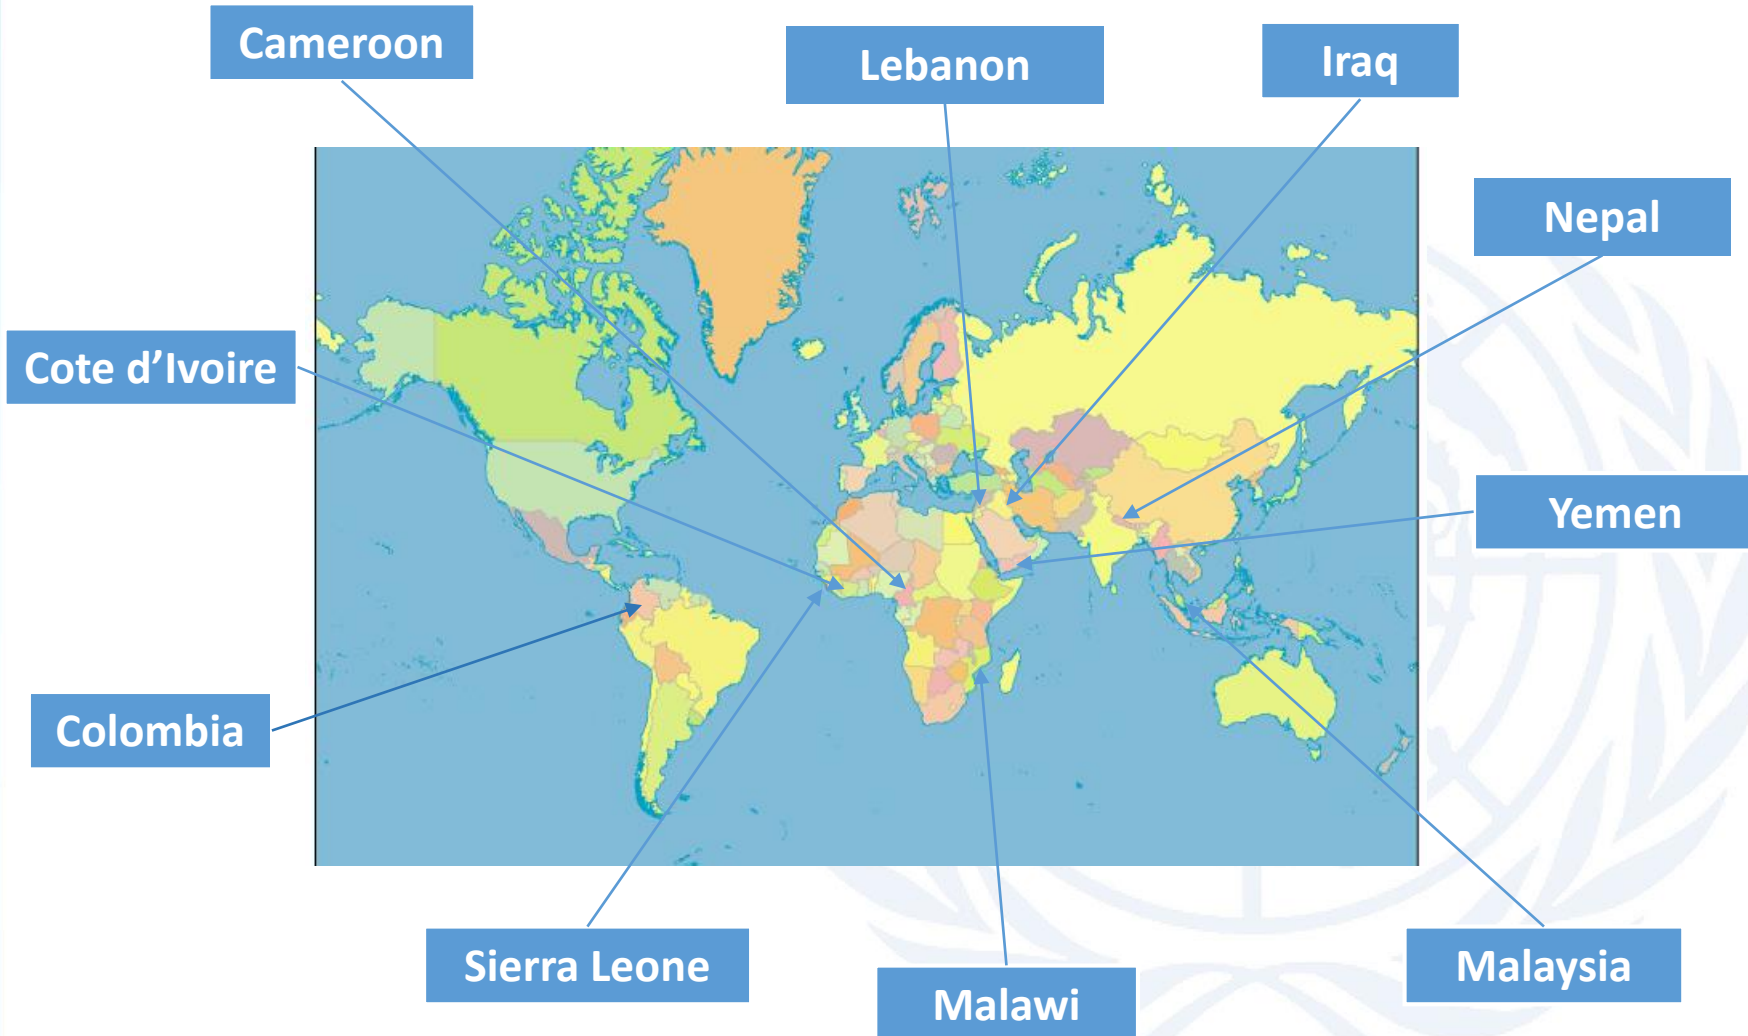 Cameroon
Lebanon
Iraq
Nepal
Cote d’Ivoire
Yemen
Colombia
Sierra Leone
Malawi
Malaysia